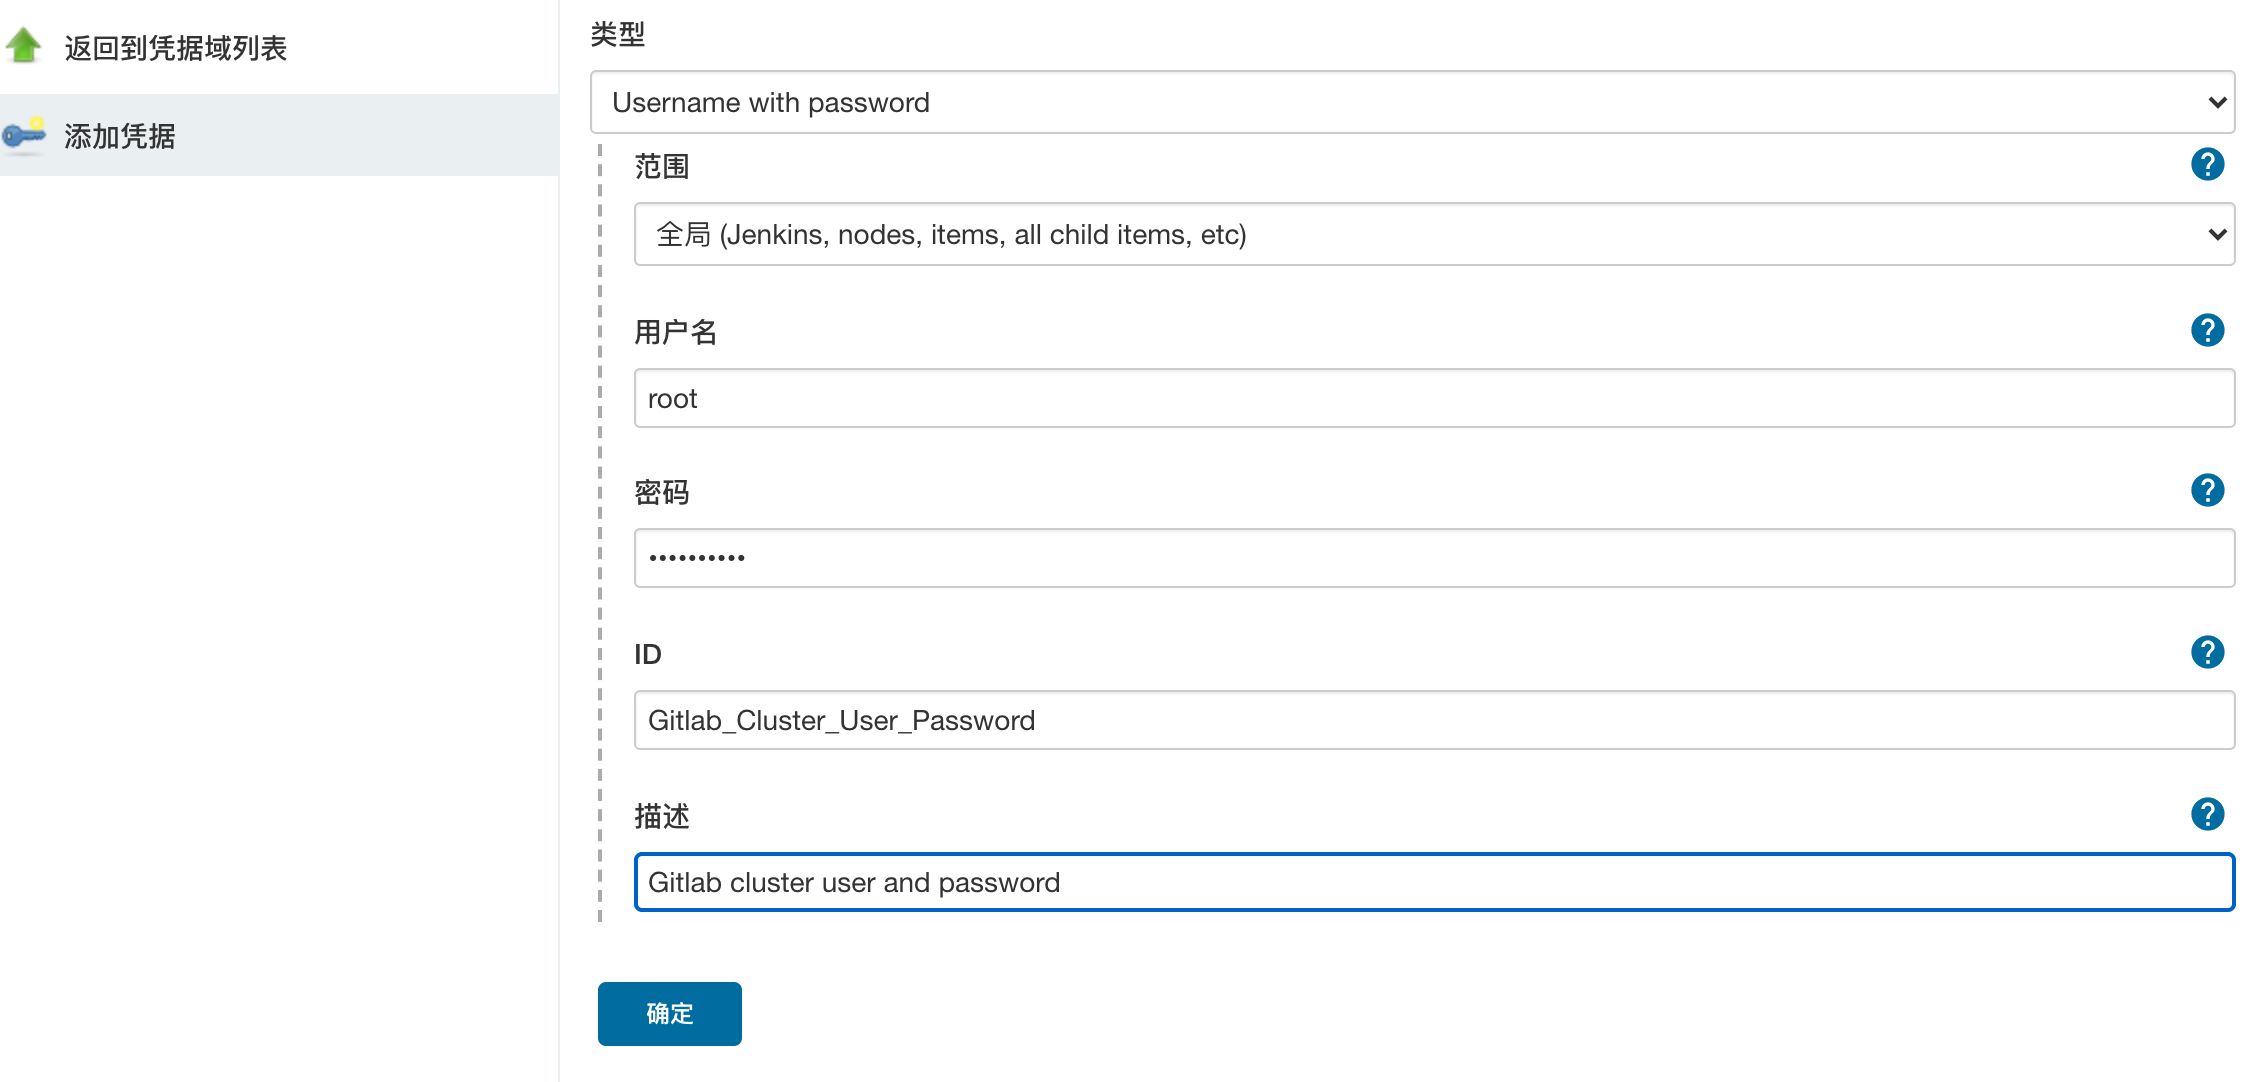 返回到凭据域列表
添加凭据
类型
Username with password
范围
全局 (Jenkins, nodes, items, all child items, etc)
用户名
root
密码
••••••••••
ID
Gitlab_Cluster_User_Password
描述
Gitlab cluster user and password
确定